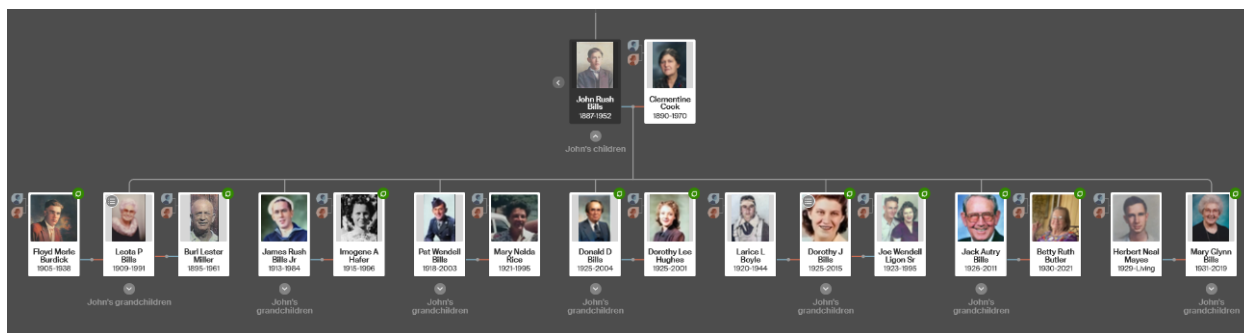 John Rush
Bills
1887-1952
Clementine
Cook
1890-1970
John's children
Floyd Merle
Burdick
1905-1938
Leota P
Bills
1909-1991
Burl Lester
Miller
1895-1961
James Rush
Bills Jr
1913-1984
Imogene A
Hafer
1915-1996
Pat Wendell
Bills
1918-2003
Mary Nelda
Rice
1921-1995
Donald D
Bills
1925-2004
Dorothy Lee
Hughes
1925-2001
Larice L
Boyle
1920-1944
Dorothy J
Bills
1925-2015
Joe Wendell
Ligon Sr
1923-1995
Jack Autry
Bills
1928-2011
Betty Ruth
Butler
1930-2021
Herbert Neal
Mayes
1929-Living
Mary Glynn
Bills
1931-2019
John's grandchildren
John's
grandchildren
John's
grandchildren
John's
grandchildren
John's
grandchildren
John's
grandchildren
John's
grandchildren